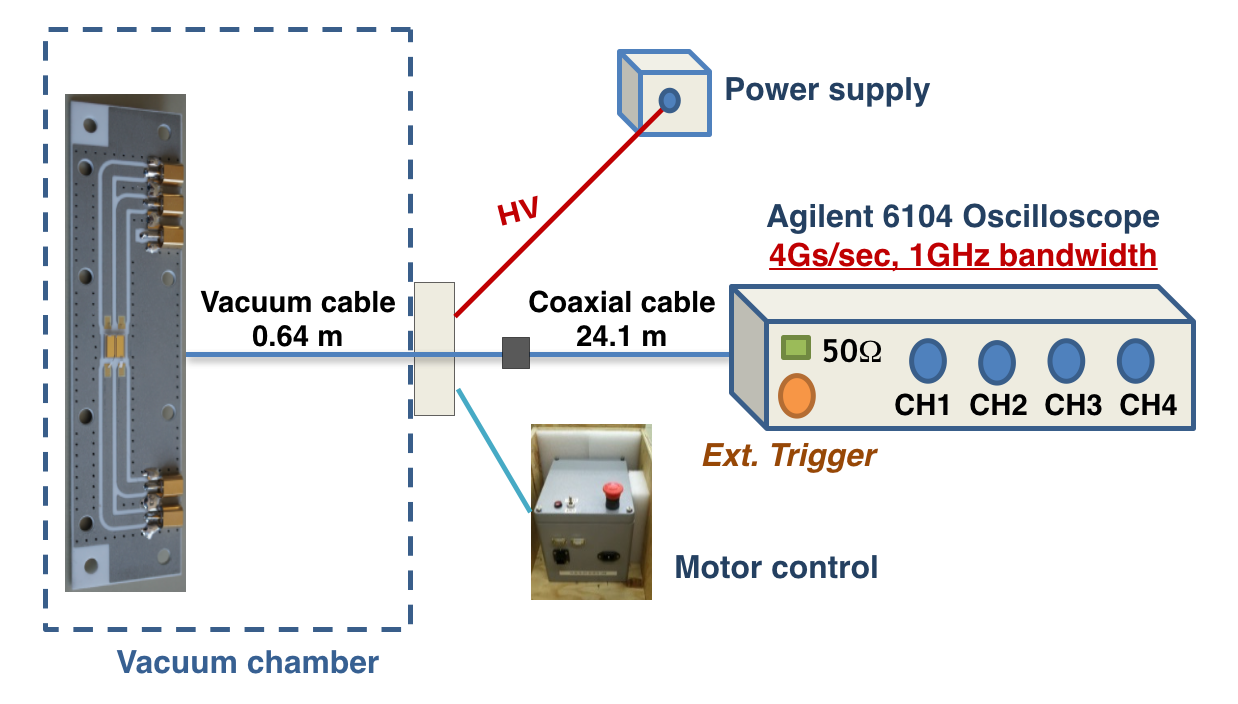 Power supply
HV
Agilent 6104 Oscilloscope
4Gs/sec, 1GHz bandwidth
Vacuum cable
0.64 m
Coaxial cable
24.1 m
50Ω
CH1 CH2 CH3 CH4
Ext. Trigger
Motor control
Vacuum chamber